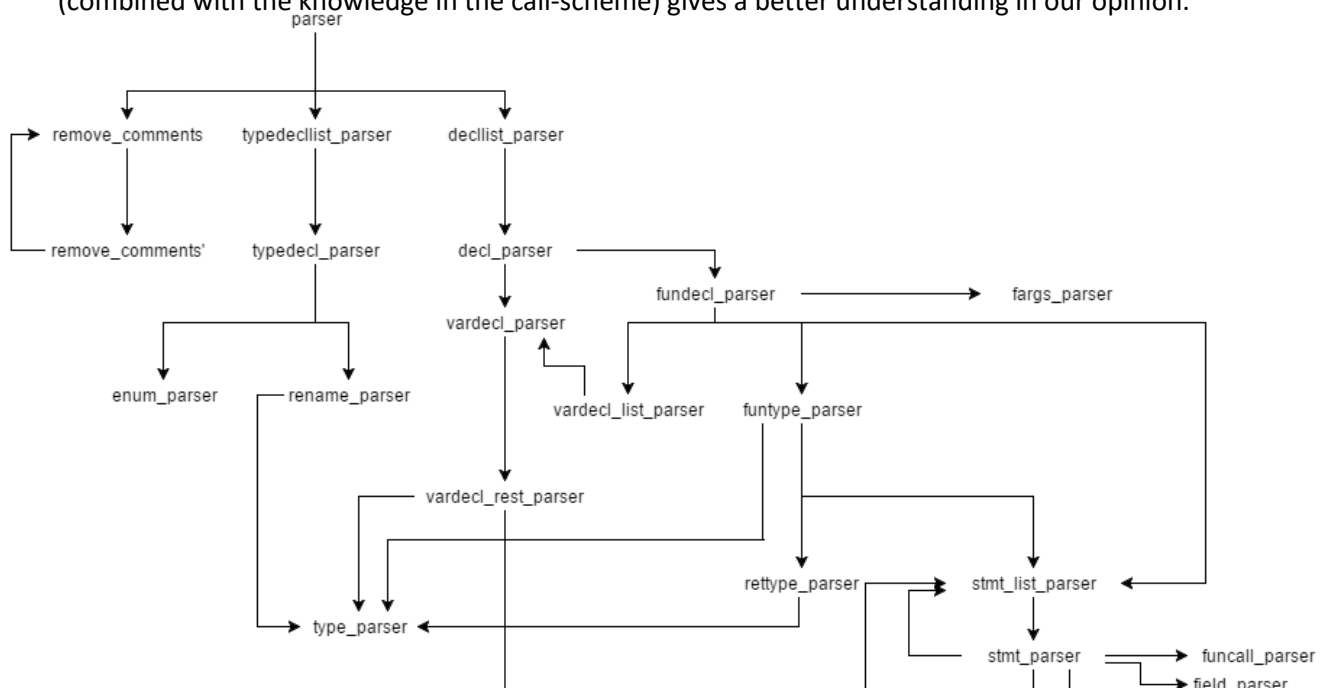 (combined with the knowledge in the call-scheme) gives a better understanding in our opinion.
parser
remove_comments typedecllist_parser decllist_parser
remove_comments' typedecl_parser decl_parser
fundecl_parser fargs_parser
vardecl_parser
enum_parser rename_parser
vardecl_list_parser funtype_parser
vardecl_rest_parser
rettype_parser stmt_list_parser
type_parser
stmt_parser funcall_parser
field_parser